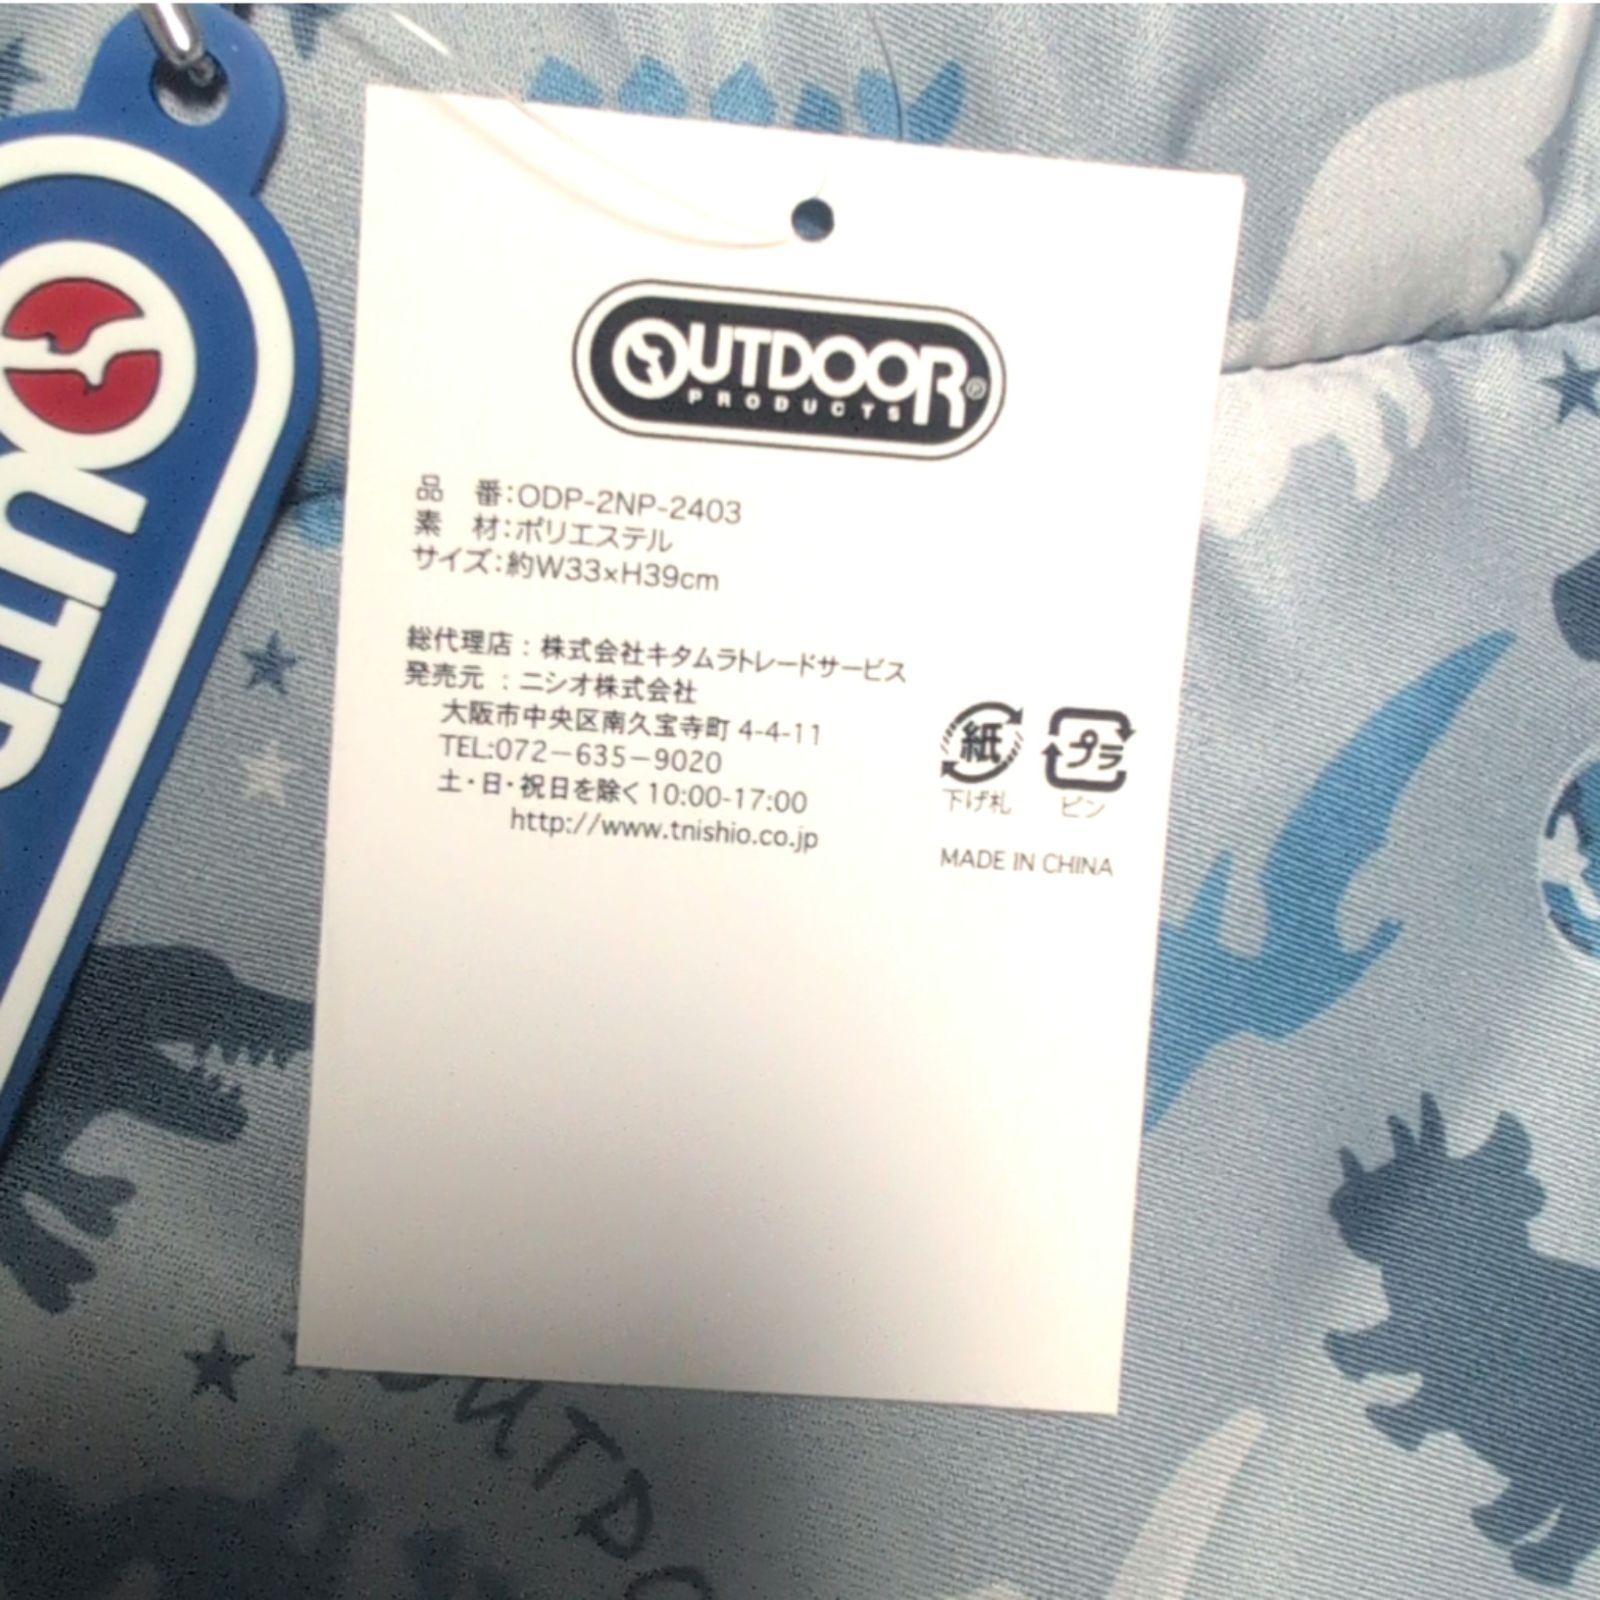 OUTDOOR
PRODUCTS
品 番:ODP-2NP-2403
素 材:ポリエステル
サイズ:約W33×H39cm
総代理店 : 株式会社キタムラトレードサービス
発売元 : ニシオ株式会社
大阪市中央区南久宝寺町 4-4-11
TEL:072-635-9020
土・日・祝日を除く10:00-17:00
http://www.tnishio.co.jp
紙
下げ札
プラ
ピン
MADE IN CHINA